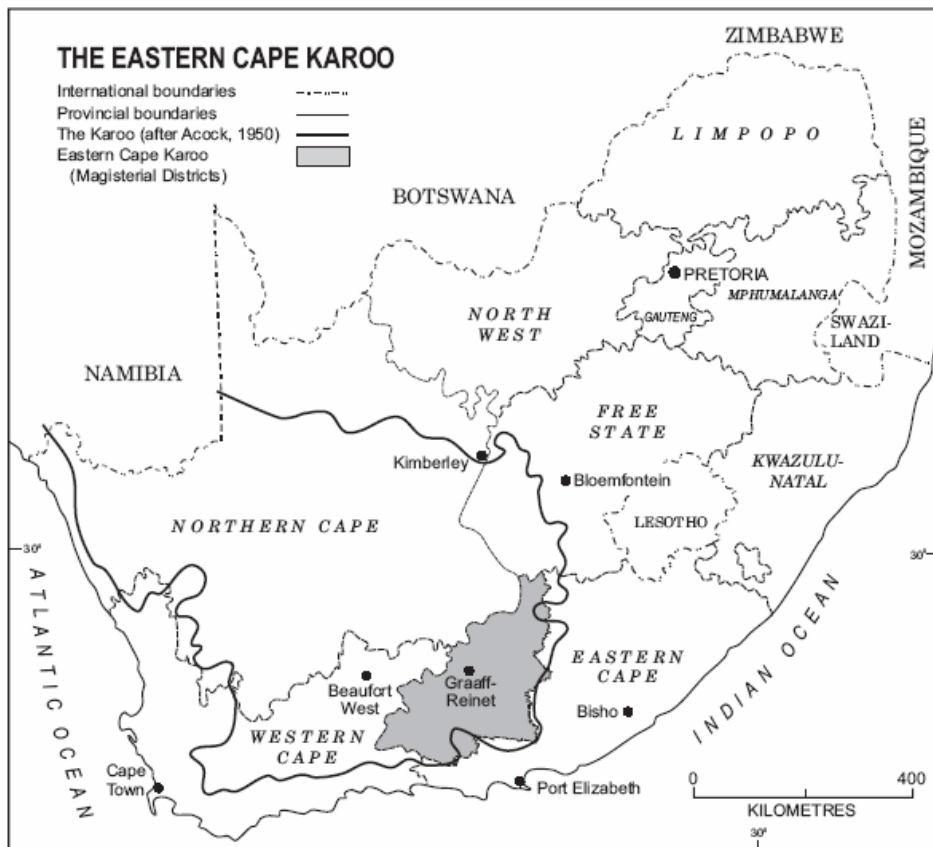 THE EASTERN CAPE KAROO
International boundaries
Provincial boundaries
The Karoo (after Acock, 1950)
Eastern Cape Karoo
(Magisterial Districts)
ZIMBABWE
LIMPOPO
MOZAMBIQUE
BOTSWANA
PRETORIA
MPHUMALANGA
GAUTENG
NORTH
WEST
SWAZI-
LAND
NAMIBIA
FREE
STATE
Kimberley
Bloemfontein
KWAZULU-
NATAL
LESOTHO
NORTHERN CAPE
30°
30°
ATLANTIC OCEAN
INDIAN OCEAN
EASTERN
CAPE
Graaff-
Reinet
Beaufort
West
Bisho
WESTERN
CAPE
Cape
Town
Port Elizabeth
0 400
KILOMETRES
30°